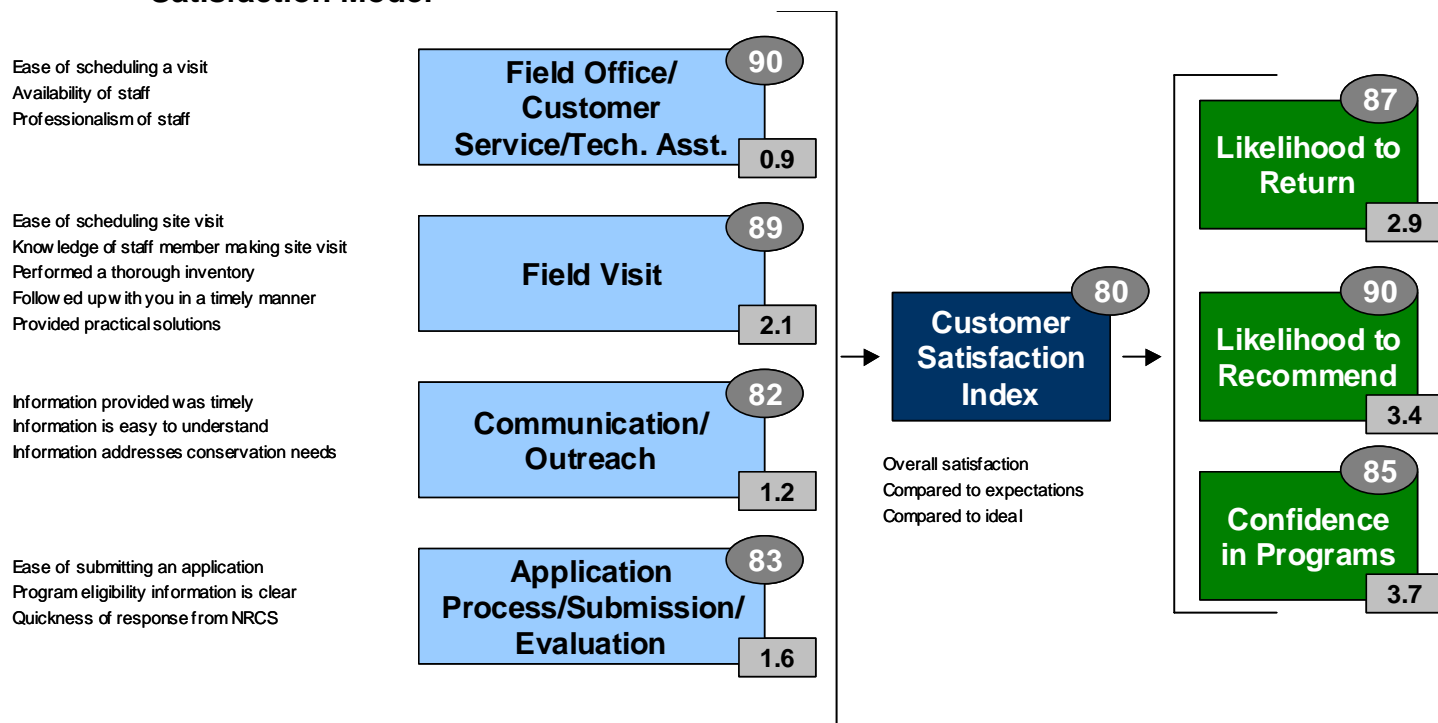 Satisfaction Model
Ease of scheduling a visit
Availability of staff
Professionalism of staff
90
Field Office/
Customer
Service/Tech. Asst.
0.9
Ease of scheduling site visit
Knowledge of staff member making site visit
Performed a thorough inventory
Followed up with you in a timely manner
Provided practical solutions
89
Field Visit
2.1
Information provided was timely
Information is easy to understand
Information addresses conservation needs
82
Communication/
Outreach
1.2
Ease of submitting an application
Program eligibility information is clear
Quickness of response from NRCS
83
Application
Process/Submission/
Evaluation
1.6
80
Customer
Satisfaction
Index
Overall satisfaction
Compared to expectations
Compared to ideal
87
Likelihood to
Return
2.9
90
Likelihood to
Recommend
3.4
85
Confidence
in Programs
3.7